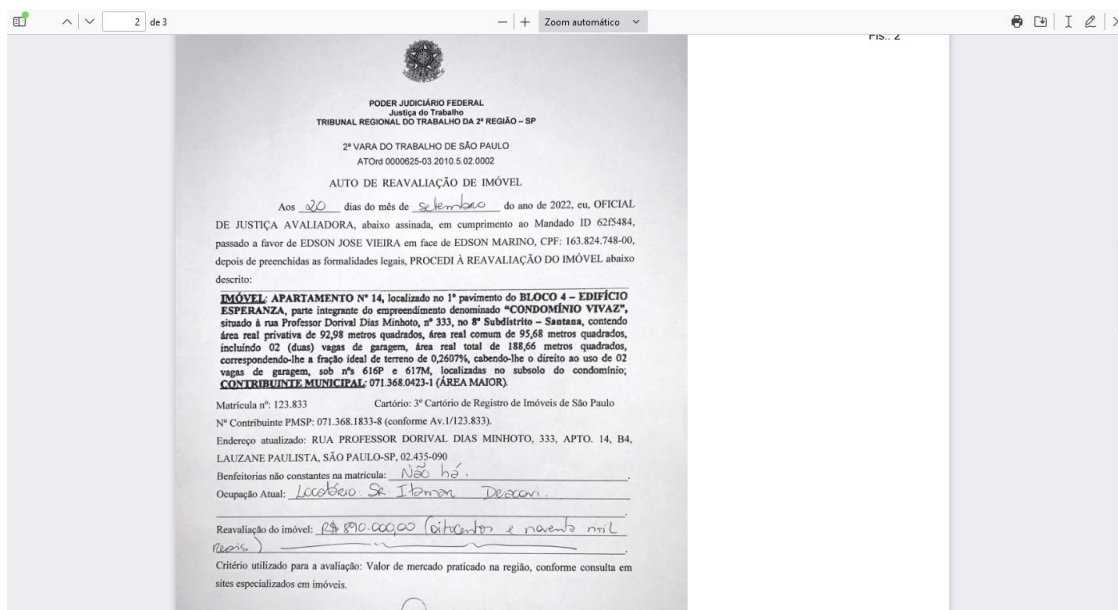 2 de 3 Zoom automático
Fls.: 2
PODER JUDICIÁRIO FEDERAL
Justiça do Trabalho
TRIBUNAL REGIONAL DO TRABALHO DA 2ª REGIÃO – SP
2ª VARA DO TRABALHO DE SÃO PAULO
ATOrd 0000625-03.2010.5.02.0002
AUTO DE REAVALIAÇÃO DE IMÓVEL
Aos 20 dias do mês de setembro do ano de 2022, eu, OFICIAL
DE JUSTIÇA AVALIADORA, abaixo assinada, em cumprimento ao Mandado ID 62f5484,
passado a favor de EDSON JOSE VIEIRA em face de EDSON MARINO, CPF: 163.824.748-00,
depois de preenchidas as formalidades legais, PROCEDI À REAVALIAÇÃO DO IMÓVEL abaixo
descrito:
IMÓVEL: APARTAMENTO Nº 14, localizado no 1º pavimento do BLOCO 4 – EDIFÍCIO
ESPERANZA, parte integrante do empreendimento denominado “CONDOMÍNIO VIVAZ”,
situado à rua Professor Dorival Dias Minhoto, nº 333, no 8º Subdistrito – Santana, contendo
área real privativa de 92,98 metros quadrados, área real comum de 95,68 metros quadrados,
incluindo 02 (duas) vagas de garagem, área real total de 188,66 metros quadrados,
correspondendo-lhe a fração ideal de terreno de 0,2607%, cabendo-lhe o direito ao uso de 02
vagas de garagem, sob nºs 616P e 617M, localizadas no subsolo do condomínio;
CONTRIBUINTE MUNICIPAL: 071.368.0423-1 (ÁREA MAIOR).
Matrícula nº: 123.833 Cartório: 3º Cartório de Registro de Imóveis de São Paulo
Nº Contribuinte PMSP: 071.368.1833-8 (conforme Av.1/123.833).
Endereço atualizado: RUA PROFESSOR DORIVAL DIAS MINHOTO, 333, APTO. 14, B4,
LAUZANE PAULISTA, SÃO PAULO-SP, 02.435-090
Benfeitorias não constantes na matrícula: Não há.
Ocupação Atual: Locatário: Sr. Itamar
Reavaliação do imóvel: R$ 890.000,00 (oitocentos e noventa mil
reais)
Critério utilizado para a avaliação: Valor de mercado praticado na região, conforme consulta em
sites especializados em imóveis.